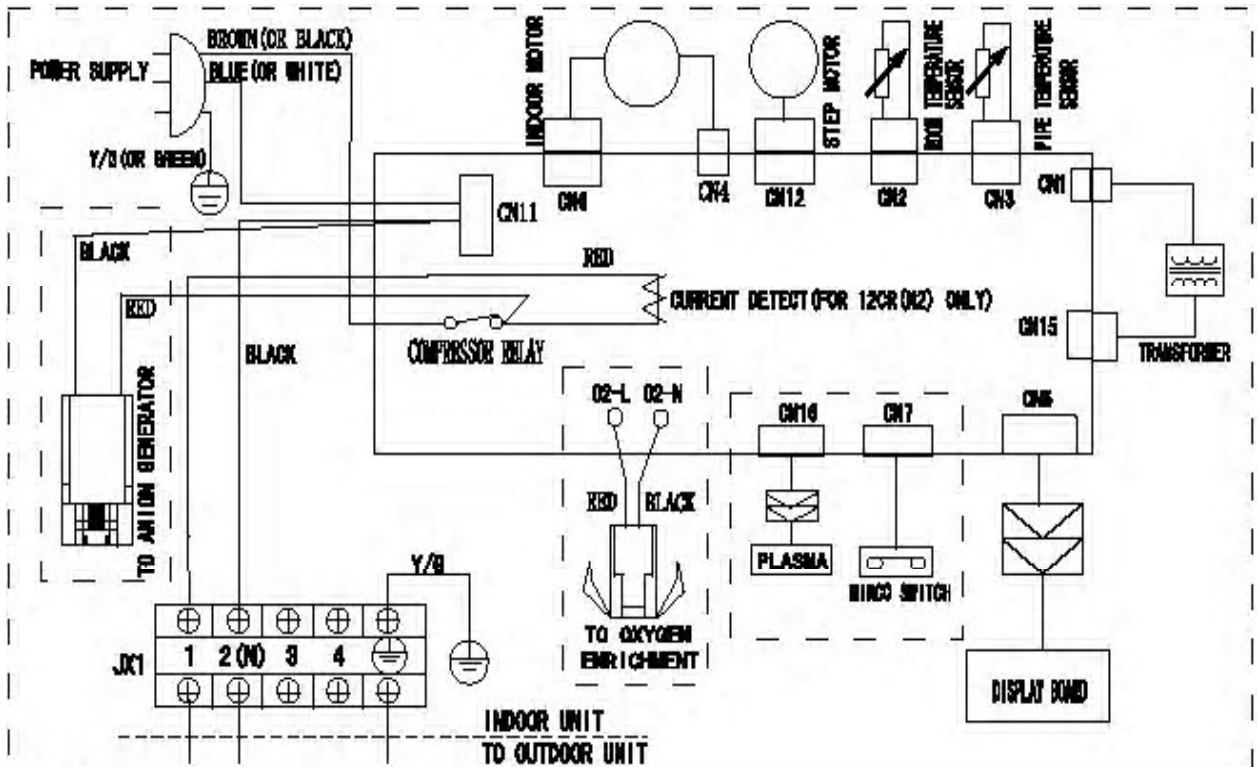 POWER SUPPLY
BROWN(OR BLACK)
BLUE(OR WHITE)
Y/G(OR GREEN)
INDOOR MOTOR
STEP MOTOR
ROOM TEMPERATURE
SENSOR
PIPE TEMPERATURE
SENSOR
CN4
CN12
CN2
CN3
CN1
CN11
BLACK
RED
RED
CURRENT DETECT(FOR 12CR(N2) ONLY)
CN15
TRANSFORMER
BLACK
COMPRESSOR RELAY
O2-L
O2-N
CN16
CN7
TO ANION GENERATOR
RED
BLACK
PLASMA
MIRCO SWITCH
Y/G
TO OXYGEN
ENRICHMENT
JX1
1
2(N)
3
4
DISPLAY BOARD
INDOOR UNIT
TO OUTDOOR UNIT